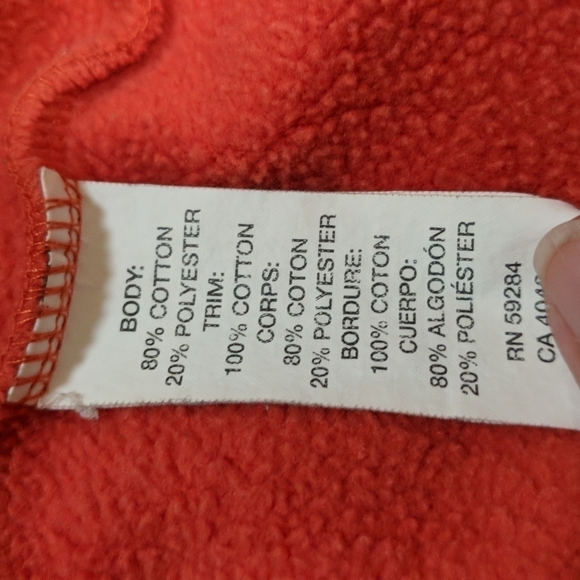 BODY:
80% COTTON
20% POLYESTER
TRIM:
100% COTTON
CORPS:
80% COTON
20% POLYESTER
BORDURE:
100% COTON
CUERPO:
80% ALGODÓN
20% POLIÉSTER
RN 59284
CA